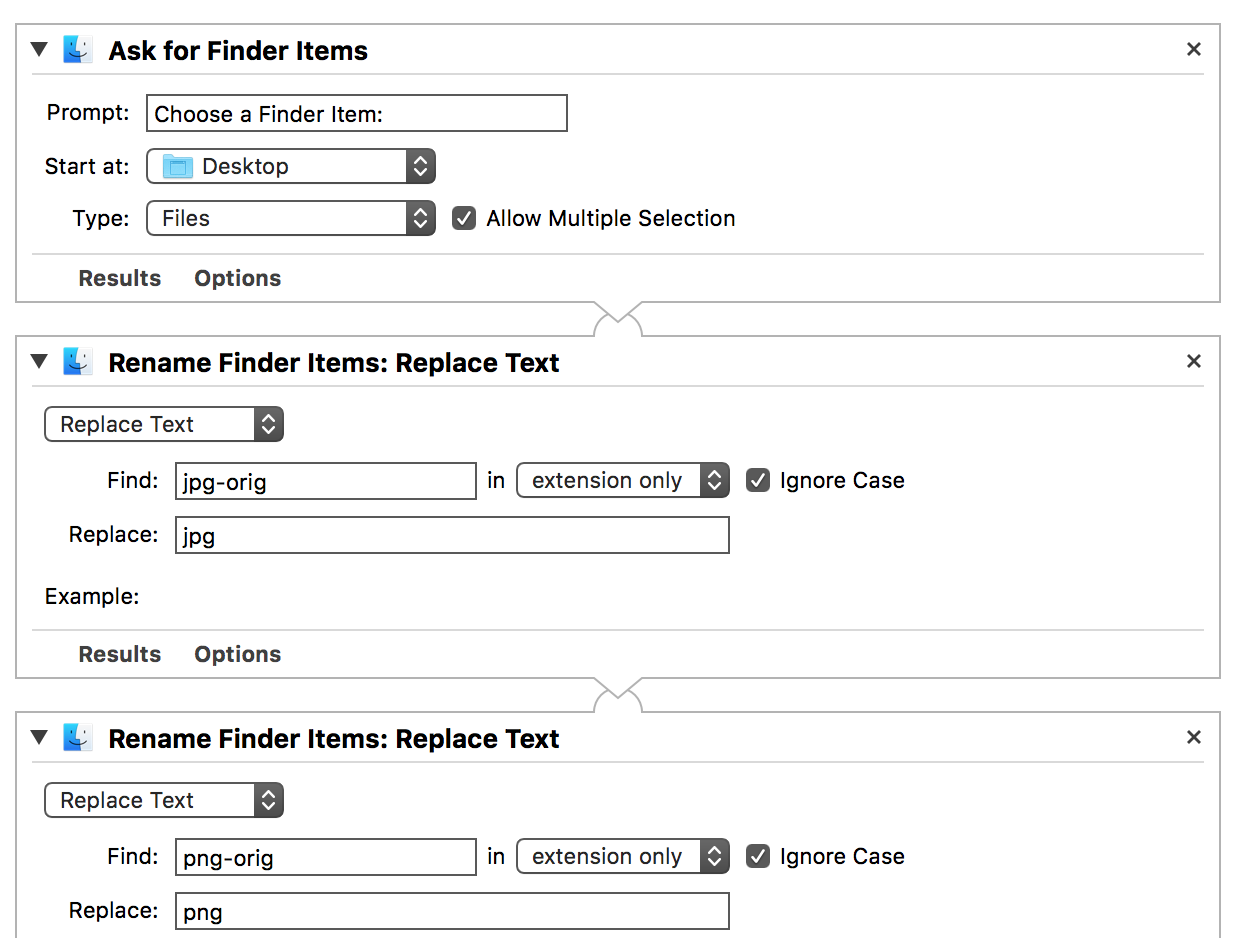 Ask for Finder Items
Prompt: Choose a Finder Item:
Start at: Desktop
Type: Files Allow Multiple Selection
Results Options
Rename Finder Items: Replace Text
Replace Text
Find: jpg-orig in extension only Ignore Case
Replace: jpg
Example:
Results Options
Rename Finder Items: Replace Text
Replace Text
Find: png-orig in extension only Ignore Case
Replace: png